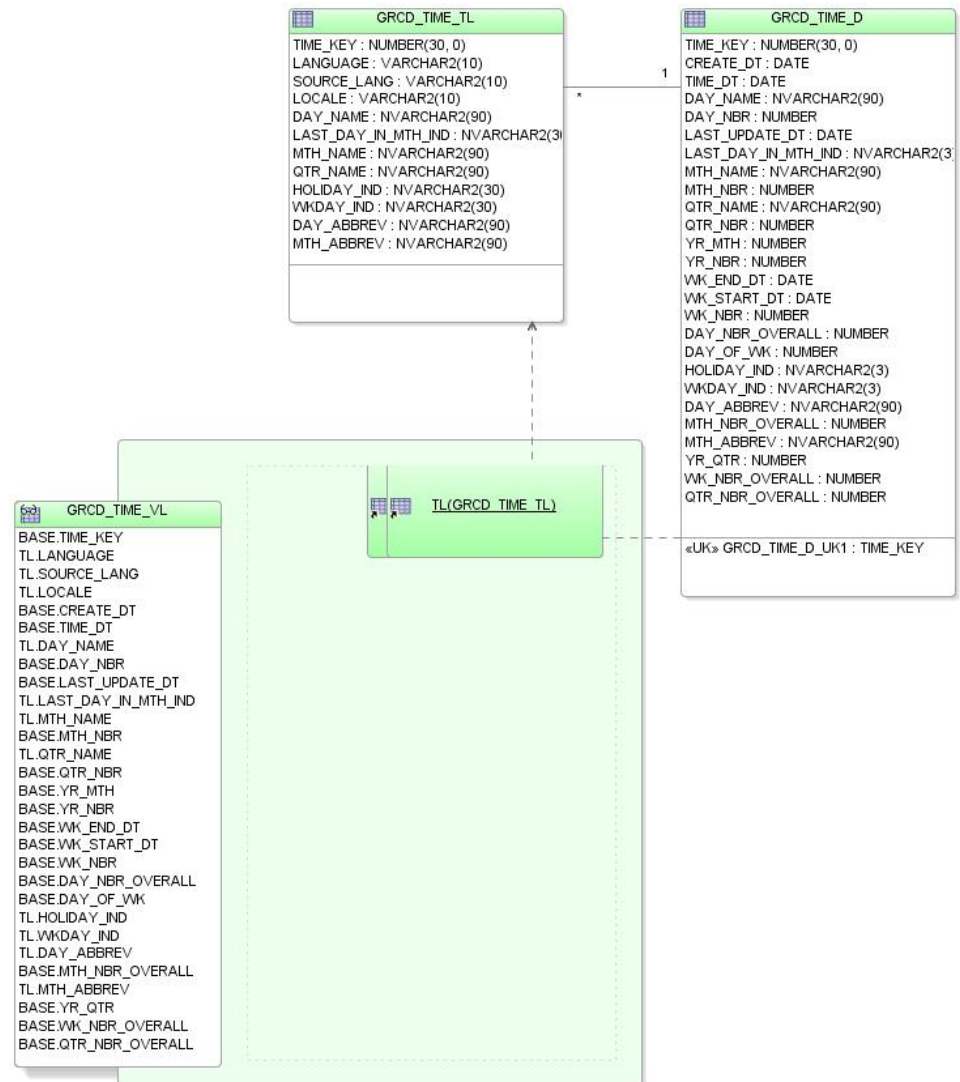 GRCD_TIME_TL
TIME_KEY : NUMBER(30, 0)
LANGUAGE : VARCHAR2(10)
SOURCE_LANG : VARCHAR2(10)
LOCALE : VARCHAR2(10)
DAY_NAME : NVARCHAR2(90)
LAST_DAY_IN_MTH_IND : NVARCHAR2(30
MTH_NAME : NVARCHAR2(90)
QTR_NAME : NVARCHAR2(90)
HOLIDAY_IND : NVARCHAR2(30)
WKDAY_IND : NVARCHAR2(30)
DAY_ABBREV : NVARCHAR2(90)
MTH_ABBREV : NVARCHAR2(90)
*
1
GRCD_TIME_D
TIME_KEY : NUMBER(30, 0)
CREATE_DT : DATE
TIME_DT : DATE
DAY_NAME : NVARCHAR2(90)
DAY_NBR : NUMBER
LAST_UPDATE_DT : DATE
LAST_DAY_IN_MTH_IND : NVARCHAR2(3)
MTH_NAME : NVARCHAR2(90)
MTH_NBR : NUMBER
QTR_NAME : NVARCHAR2(90)
QTR_NBR : NUMBER
YR_MTH : NUMBER
YR_NBR : NUMBER
WK_END_DT : DATE
WK_START_DT : DATE
WK_NBR : NUMBER
DAY_NBR_OVERALL : NUMBER
DAY_OF_WK : NUMBER
HOLIDAY_IND : NVARCHAR2(3)
WKDAY_IND : NVARCHAR2(3)
DAY_ABBREV : NVARCHAR2(90)
MTH_NBR_OVERALL : NUMBER
MTH_ABBREV : NVARCHAR2(90)
YR_QTR : NUMBER
WK_NBR_OVERALL : NUMBER
QTR_NBR_OVERALL : NUMBER
«UK» GRCD_TIME_D_UK1 : TIME_KEY
TL(GRCD_TIME_TL)
GRCD_TIME_VL
BASE.TIME_KEY
TL.LANGUAGE
TL.SOURCE_LANG
TL.LOCALE
BASE.CREATE_DT
BASE.TIME_DT
TL.DAY_NAME
BASE.DAY_NBR
BASE.LAST_UPDATE_DT
TL.LAST_DAY_IN_MTH_IND
TL.MTH_NAME
BASE.MTH_NBR
TL.QTR_NAME
BASE.QTR_NBR
BASE.YR_MTH
BASE.YR_NBR
BASE.WK_END_DT
BASE.WK_START_DT
BASE.WK_NBR
BASE.DAY_NBR_OVERALL
BASE.DAY_OF_WK
TL.HOLIDAY_IND
TL.WKDAY_IND
TL.DAY_ABBREV
BASE.MTH_NBR_OVERALL
TL.MTH_ABBREV
BASE.YR_QTR
BASE.WK_NBR_OVERALL
BASE.QTR_NBR_OVERALL